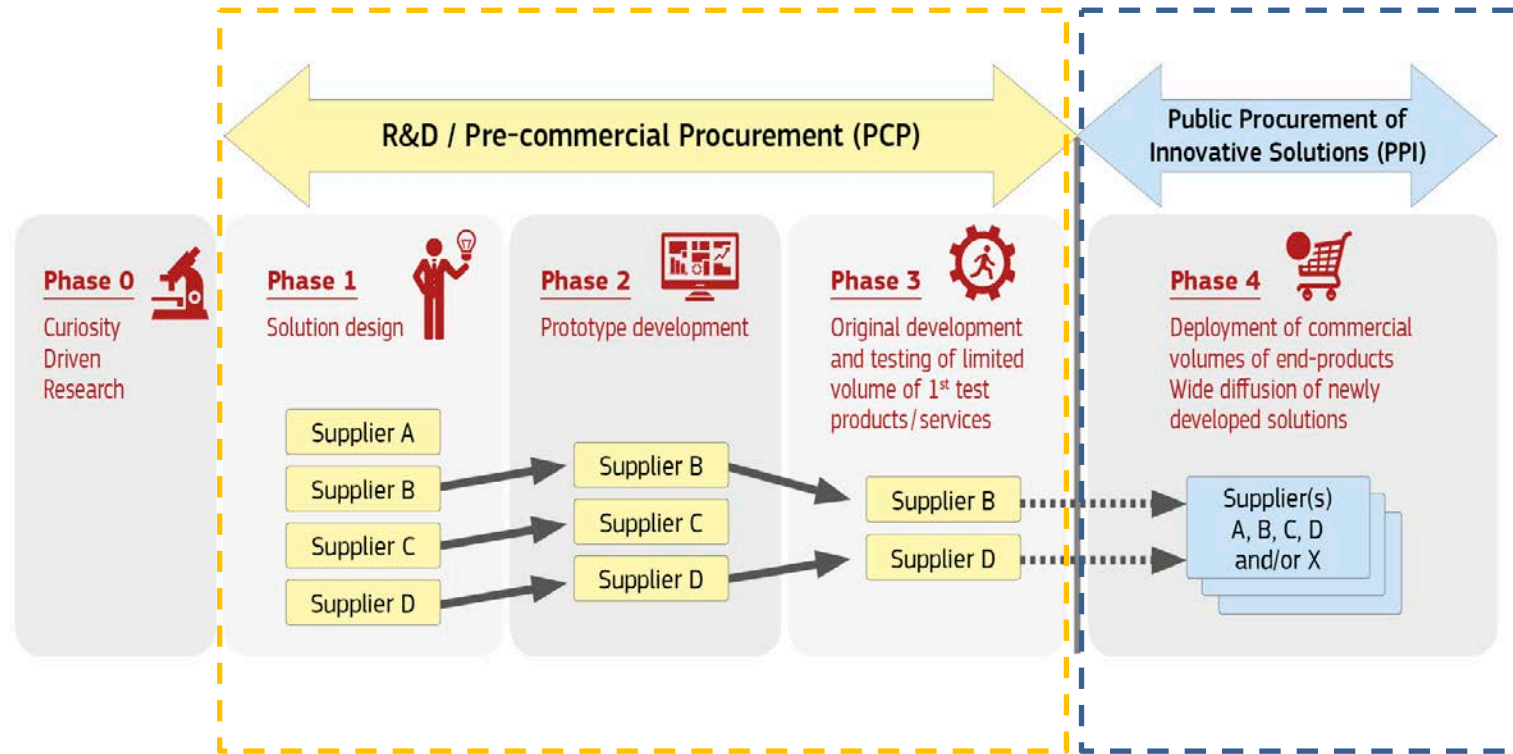 R&D / Pre-commercial Procurement (PCP)
Public Procurement of
Innovative Solutions (PPI)
Phase 0
Curiosity
Driven
Research
Phase 1
Solution design
Supplier A
Supplier B
Supplier C
Supplier D
Phase 2
Prototype development
Supplier B
Supplier C
Supplier D
Phase 3
Original development
and testing of limited
volume of 1st test
products/services
Supplier B
Supplier D
Phase 4
Deployment of commercial
volumes of end-products
Wide diffusion of newly
developed solutions
Supplier(s)
A, B, C, D
and/or X